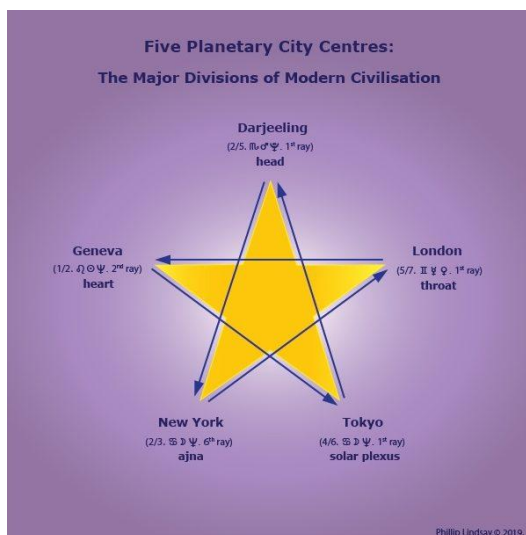 Five Planetary City Centres:
The Major Divisions of Modern Civilisation
Darjeeling
(2/5. ♏ ♂ ♆. 1st ray)
head
Geneva
(1/2. ♌ ☉ ♆. 2nd ray)
heart
London
(5/7. ♊ ☿ ♀. 1st ray)
throat
New York
(2/3. ♋ ☽ ♆. 6th ray)
ajna
Tokyo
(4/6. ♋ ☽ ♆. 1st ray)
solar plexus
Phillip Lindsay © 2019